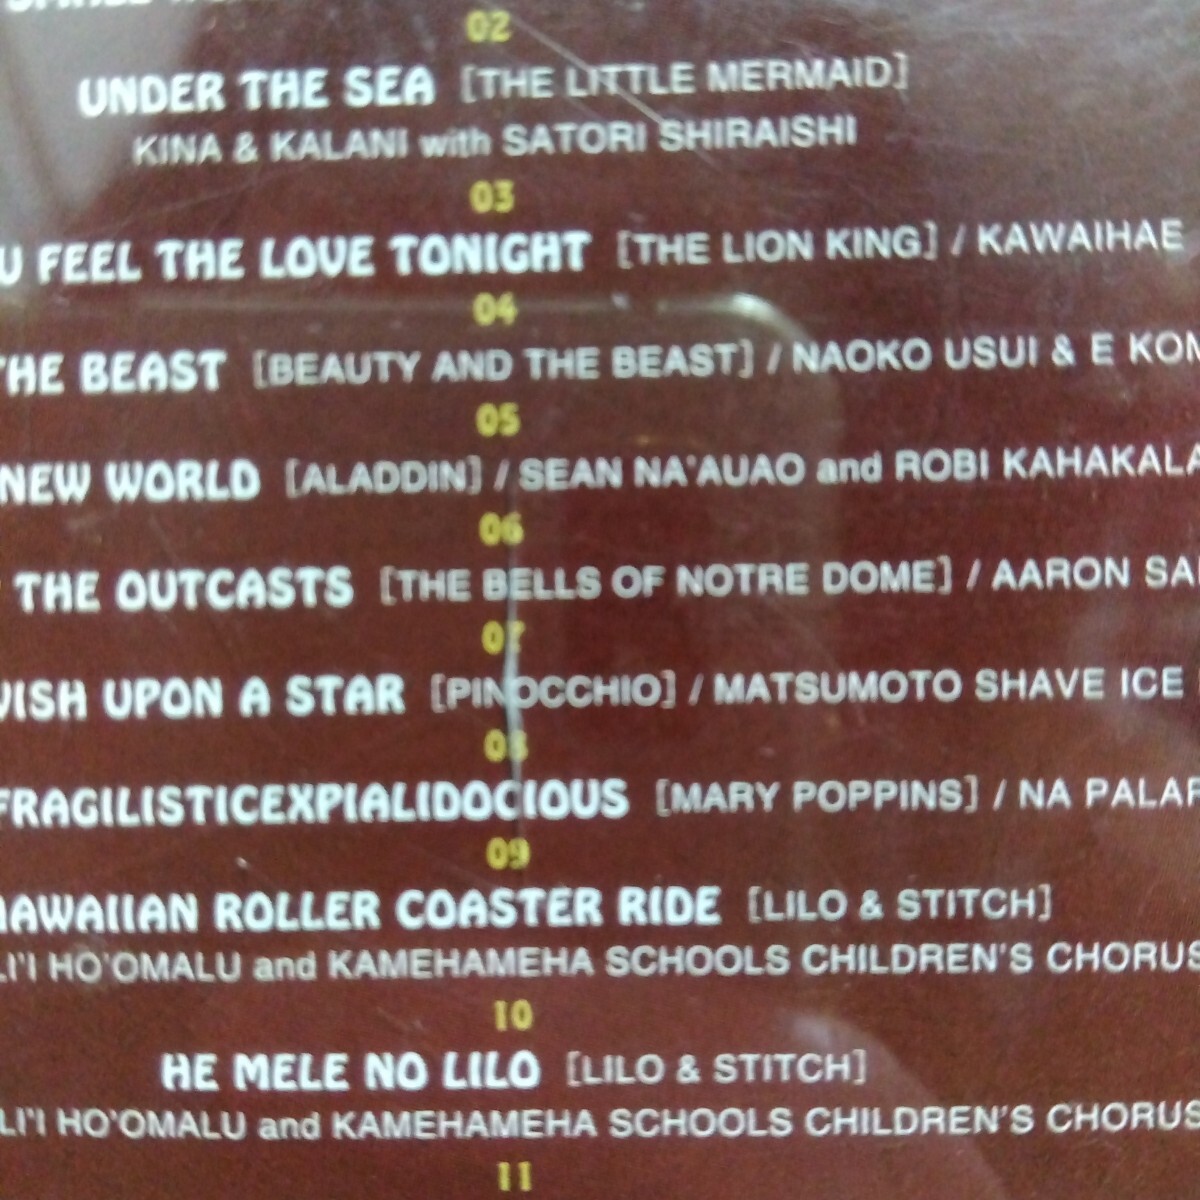 02
UNDER THE SEA [THE LITTLE MERMAID]
KINA & KALANI with SATORI SHIRAISHI
03
U FEEL THE LOVE TONIGHT [THE LION KING] / KAWAIHAE
04
THE BEAST [BEAUTY AND THE BEAST] / NAOKO USUI & E KOM
05
NEW WORLD [ALADDIN] / SEAN NA'AUAO and ROBI KAHAKALA
06
THE OUTCASTS [THE BELLS OF NOTRE DOME] / AARON SA
07
WISH UPON A STAR [PINOCCHIO] / MATSUMOTO SHAVE ICE
08
FRAGILISTICEXPIALIDOCIOUS [MARY POPPINS] / NA PALAP
09
HAWAIIAN ROLLER COASTER RIDE [LILO & STITCH]
LI'I HO'OMALU and KAMEHAMEHA SCHOOLS CHILDREN'S CHORUS
10
HE MELE NO LILO [LILO & STITCH]
LI'I HO'OMALU and KAMEHAMEHA SCHOOLS CHILDREN'S CHORUS
11